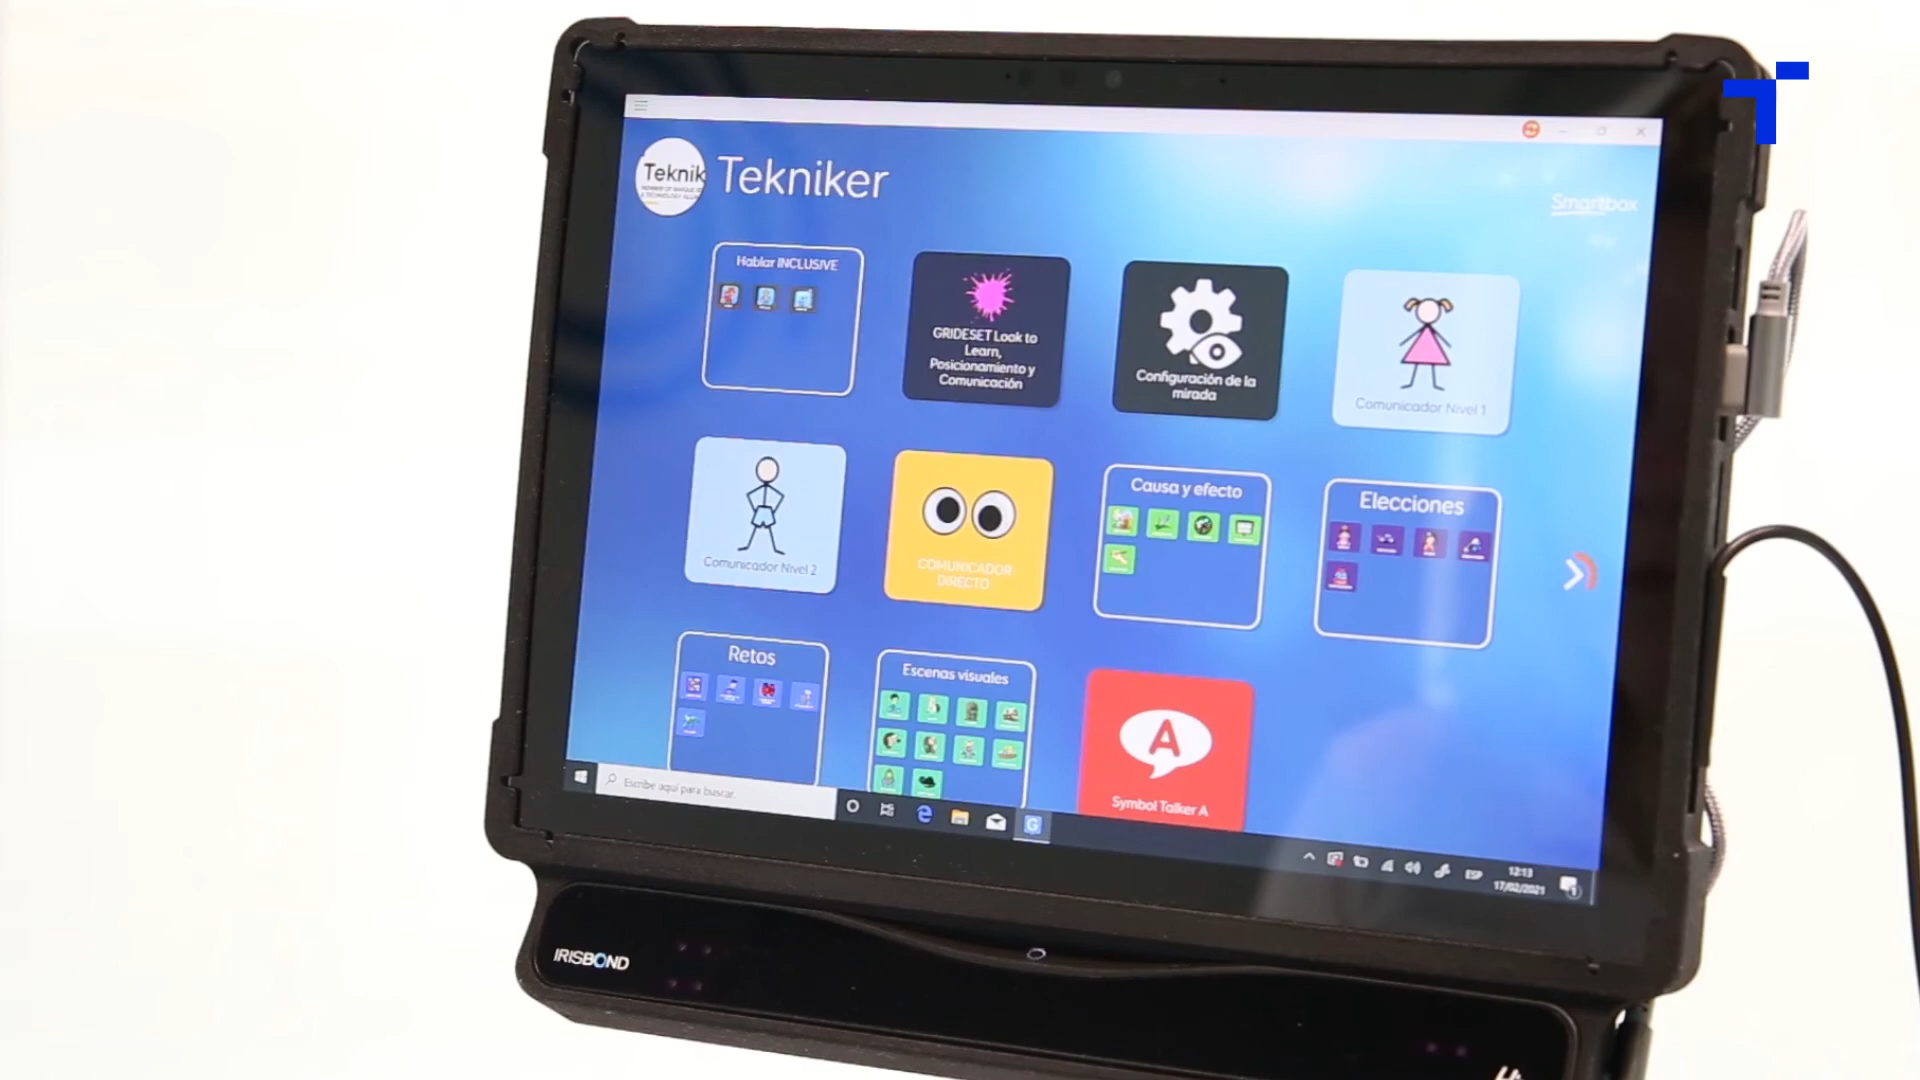 Teknik
Tekniker
Smartbox
Hablar INCLUSIVE
GRIDESET Look to
Learn,
Posicionamiento y
Comunicación
Configuración de la
mirada
Comunicador Nivel 1
Comunicador Nivel 2
COMUNICADOR
DIRECTO
Causa y efecto
Elecciones
Retos
Escenas visuales
A
Symbol Talker A
Escribe aquí para buscar.
G
ESP
12:13
17/02/2021
IRISBOND